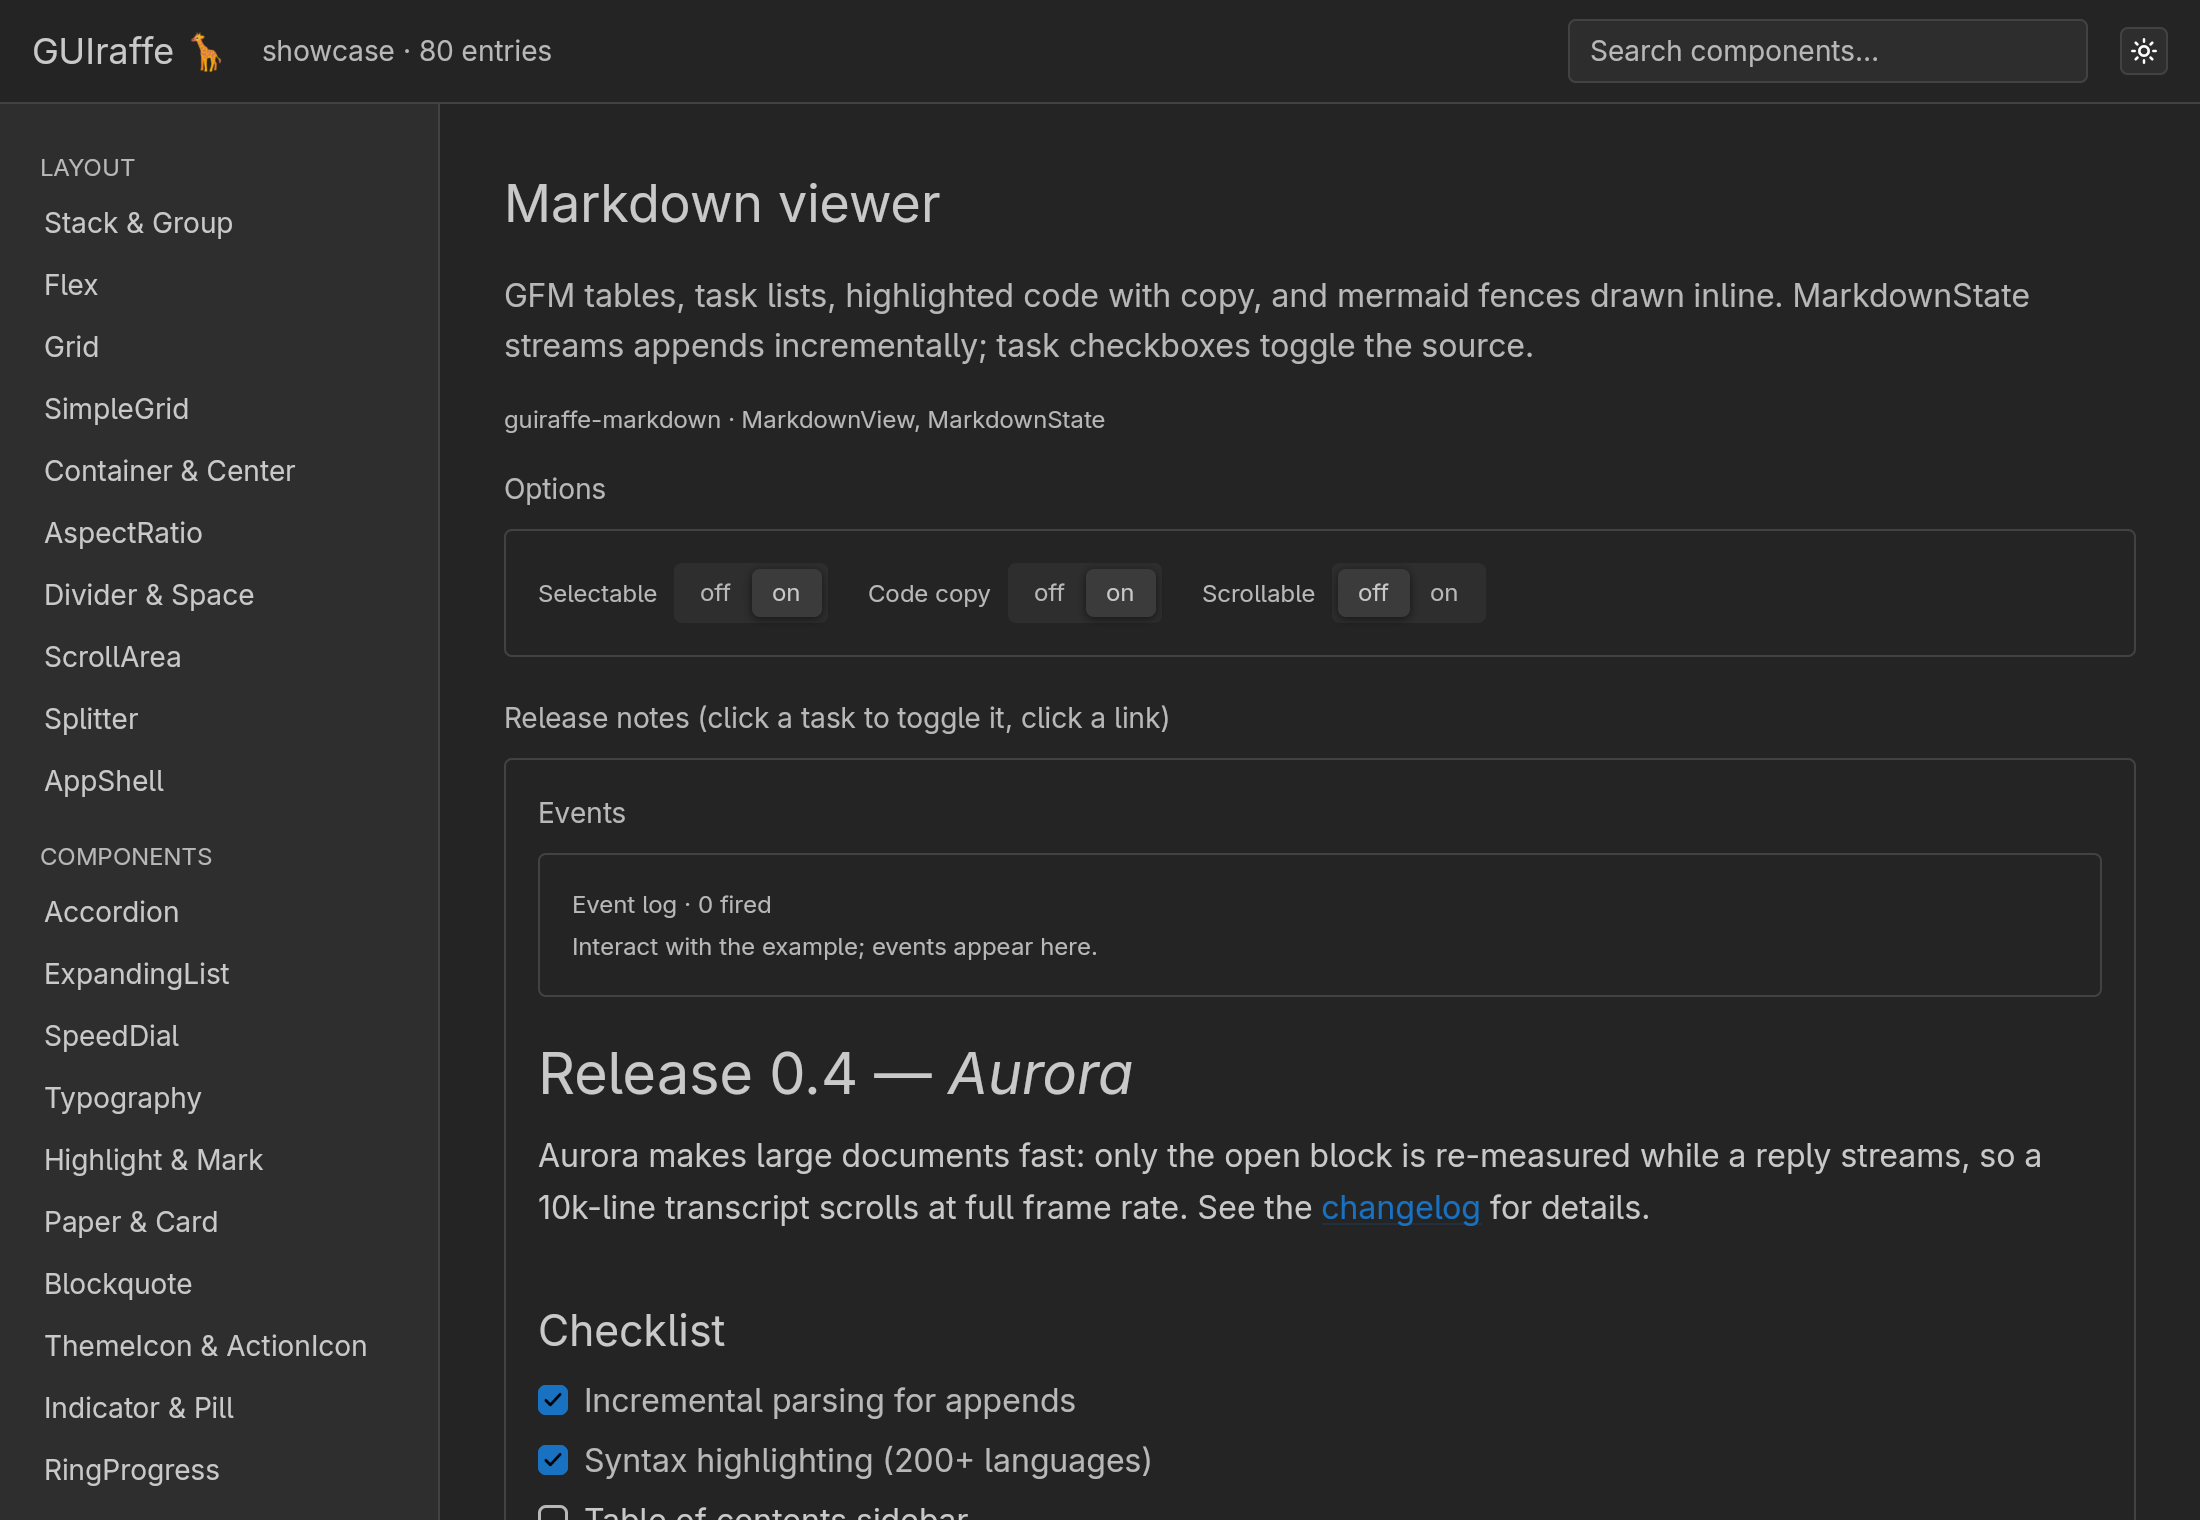 GUIraffe 🦒 showcase · 80 entries
Search components...
LAYOUT
Stack & Group
Flex
Grid
SimpleGrid
Container & Center
AspectRatio
Divider & Space
ScrollArea
Splitter
AppShell
COMPONENTS
Accordion
ExpandingList
SpeedDial
Typography
Highlight & Mark
Paper & Card
Blockquote
ThemeIcon & ActionIcon
Indicator & Pill
RingProgress
Markdown viewer
GFM tables, task lists, highlighted code with copy, and mermaid fences drawn inline. MarkdownState
streams appends incrementally; task checkboxes toggle the source.
guiraffe-markdown · MarkdownView, MarkdownState
Options
Selectable off on Code copy off on Scrollable off on
Release notes (click a task to toggle it, click a link)
Events
Event log · 0 fired
Interact with the example; events appear here.
Release 0.4 — Aurora
Aurora makes large documents fast: only the open block is re-measured while a reply streams, so a
10k-line transcript scrolls at full frame rate. See the changelog for details.
Checklist
Incremental parsing for appends
Syntax highlighting (200+ languages)
Table of contents sidebar